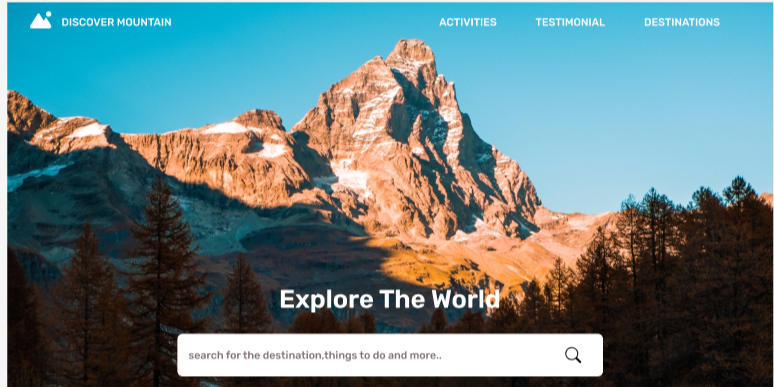 DISCOVER MOUNTAIN
ACTIVITIES
TESTIMONIAL
DESTINATIONS
Explore The World
search for the destination,things to do and more..